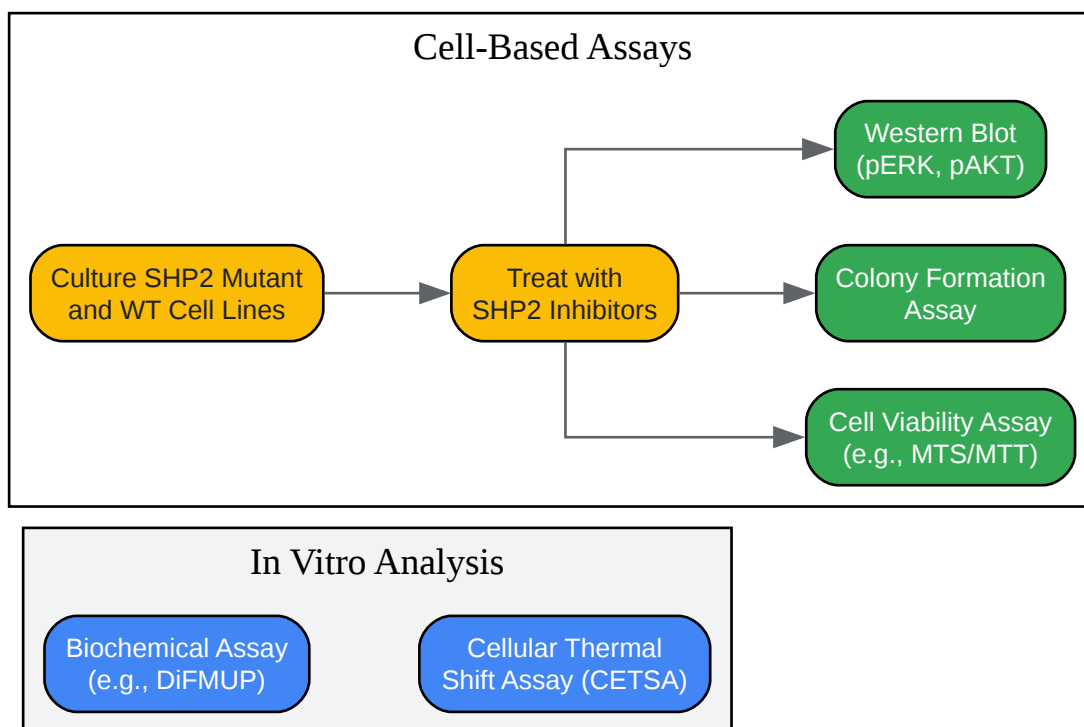 Cell-Based Assays
Western Blot
(pERK, pAKT)
Culture SHP2 Mutant
and WT Cell Lines
Treat with
SHP2 Inhibitors
Colony Formation
Assay
Cell Viability Assay
(e.g., MTS/MTT)
In Vitro Analysis
Biochemical Assay
(e.g., DiFMUP)
Cellular Thermal
Shift Assay (CETSA)